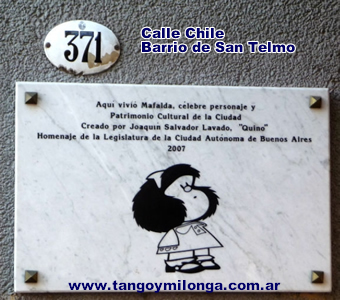 371
Calle Chile
Barrio de San Telmo
Aquí vivió Mafalda, célebre personaje y
Patrimonio Cultural de la Ciudad
Creado por Joaquín Salvador Lavado, "Quino"
Homenaje de la Legislatura de la Ciudad Autónoma de Buenos Aires
2007
www.tangoymilonga.com.ar